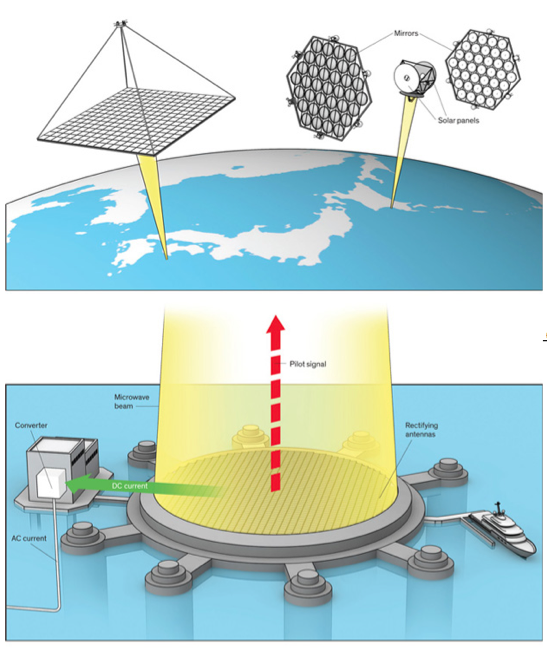 Mirrors
Solar panels
Pilot signal
Microwave
beam
Converter
Rectifying
antennas
DC current
AC current